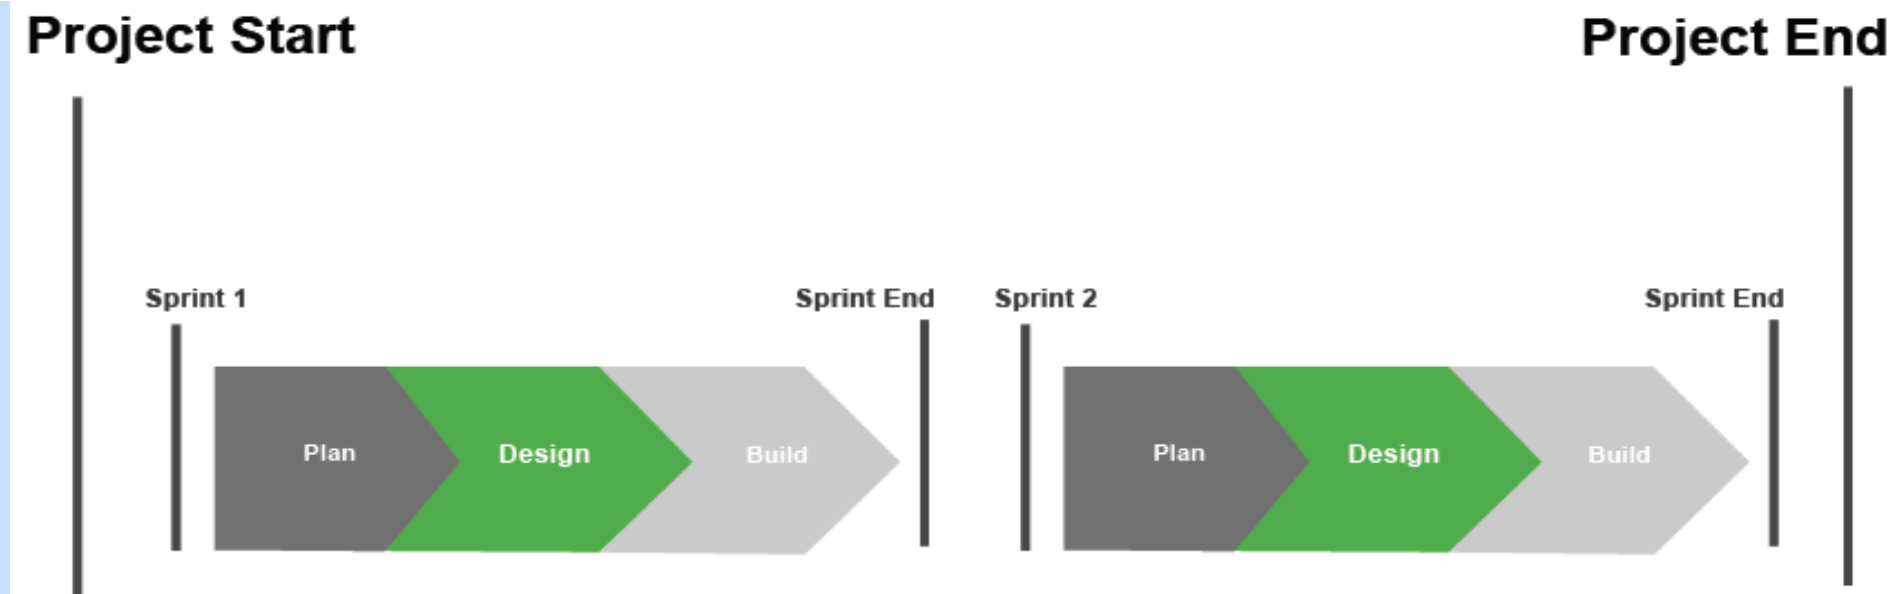 Project Start
Project End
Sprint 1
Sprint End
Sprint 2
Sprint End
Plan
Design
Build
Plan
Design
Build